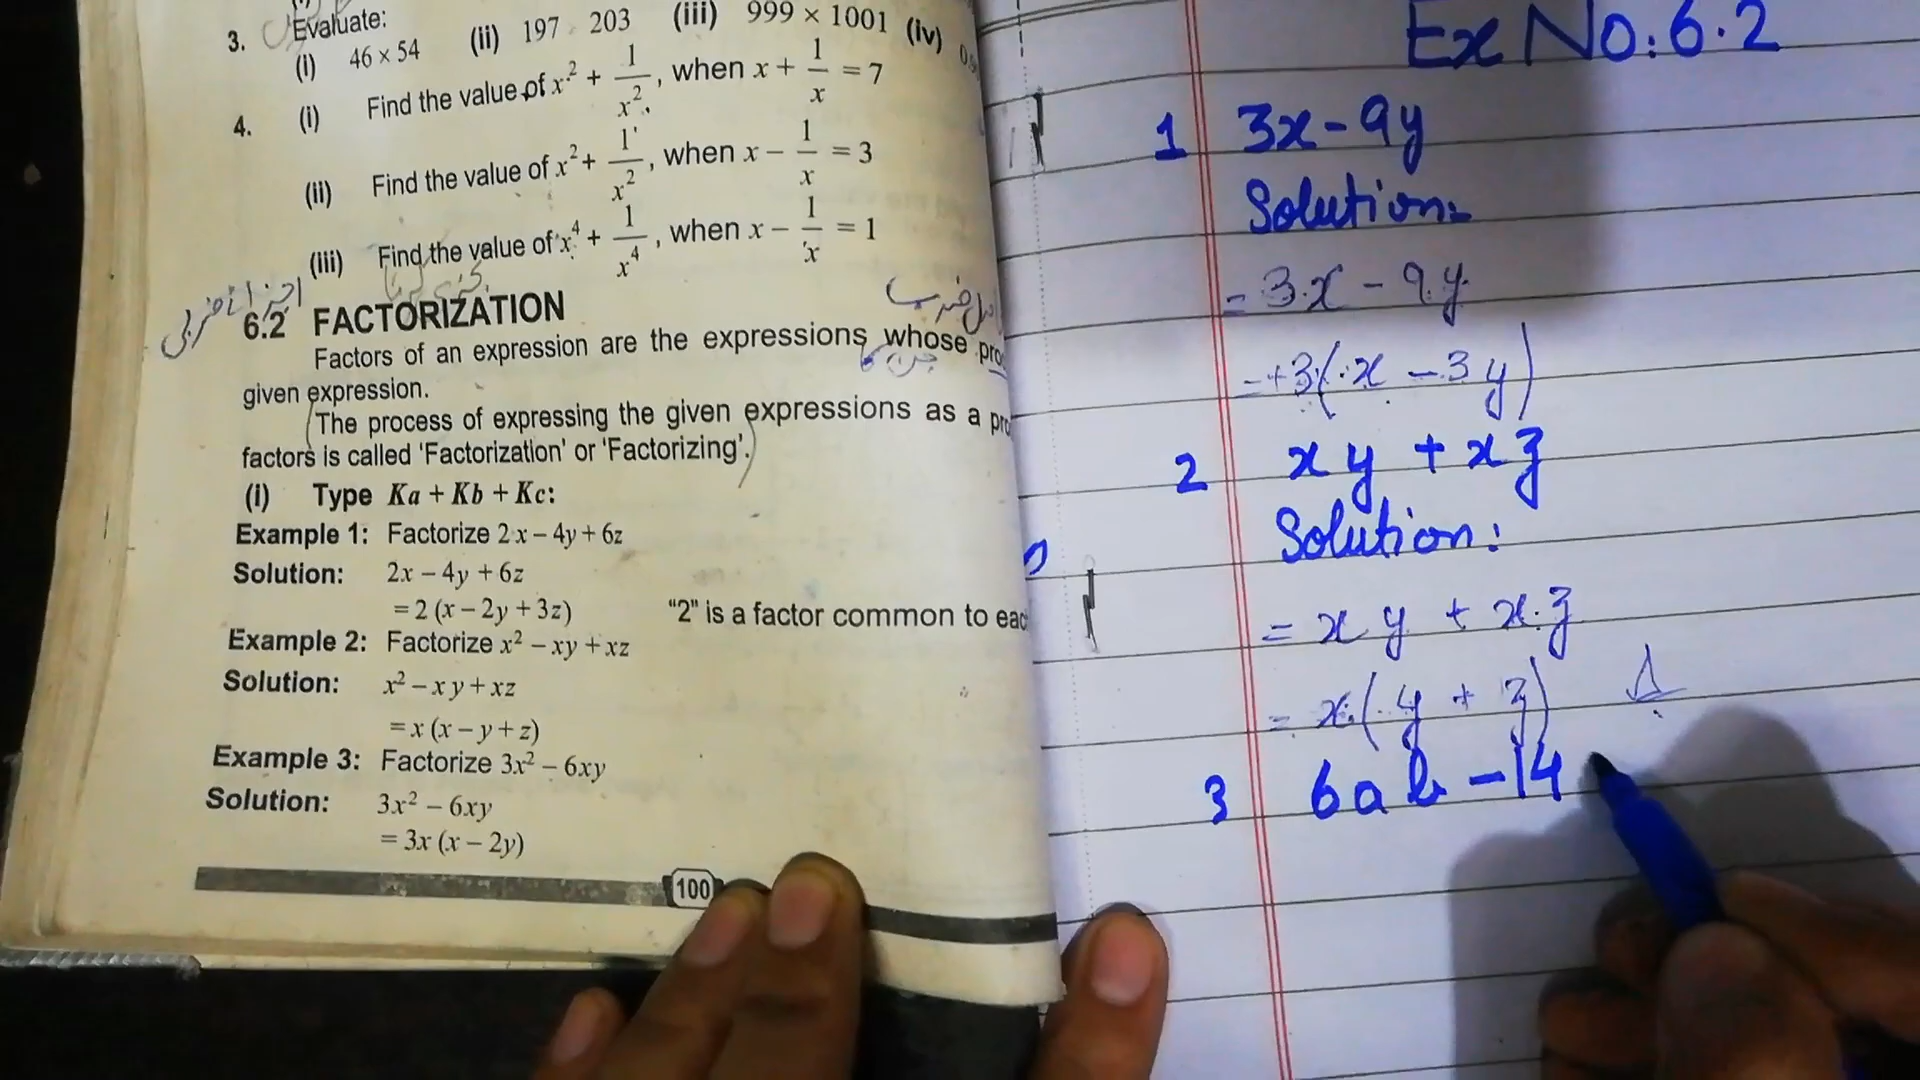 3. Evaluate:
(i) 46 × 54 (ii) 197 203 (iii) 999 × 1001 (iv)
4. (i) Find the value of x² + 1/x², when x + 1/x = 7
(ii) Find the value of x² + 1/x², when x − 1/x = 3
(iii) Find the value of x⁴ + 1/x⁴, when x − 1/x = 1
6.2 FACTORIZATION
Factors of an expression are the expressions whose
given expression.
The process of expressing the given expressions as a
factors is called 'Factorization' or 'Factorizing'.
(i) Type Ka + Kb + Kc:
Example 1: Factorize 2x − 4y + 6z
Solution: 2x − 4y + 6z
= 2 (x − 2y + 3z) "2" is a factor common to
Example 2: Factorize x² − xy + xz
Solution: x² − xy + xz
= x (x − y + z)
Example 3: Factorize 3x² − 6xy
Solution: 3x² − 6xy
= 3x (x − 2y)
100
Ex No: 6.2
1 3x - 9y
Solution:
= 3x - 9y
= +3(x - 3y)
2 xy + xz
Solution:
= xy + xz
= x(y + z)
3 6ab - 14